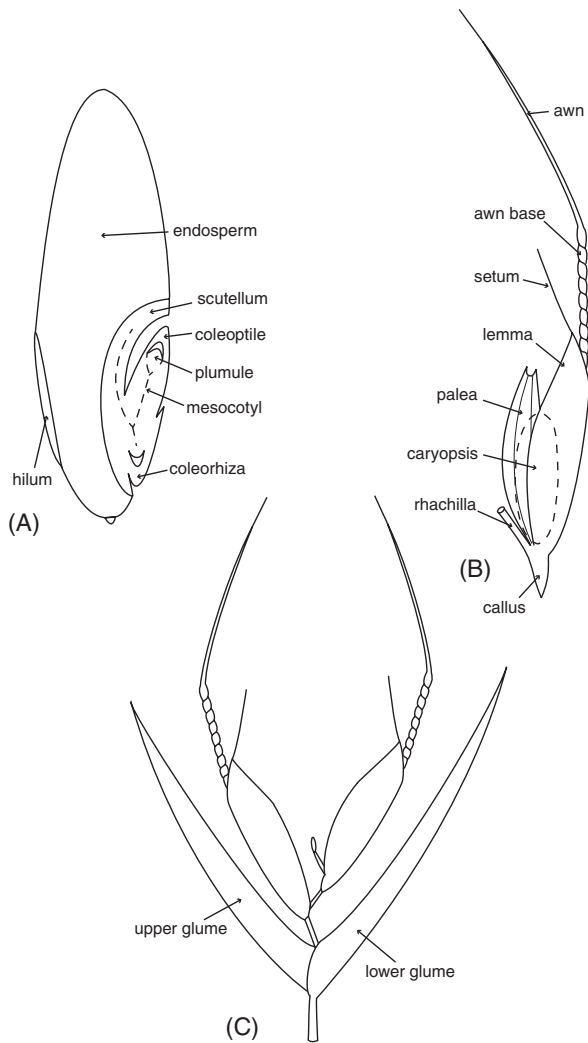 endosperm
scutellum
coleoptile
plumule
mesocotyl
hilum
coleorhiza
(A)
awn
awn base
setum
lemma
palea
caryopsis
rhachilla
(B)
callus
upper glume
lower glume
(C)